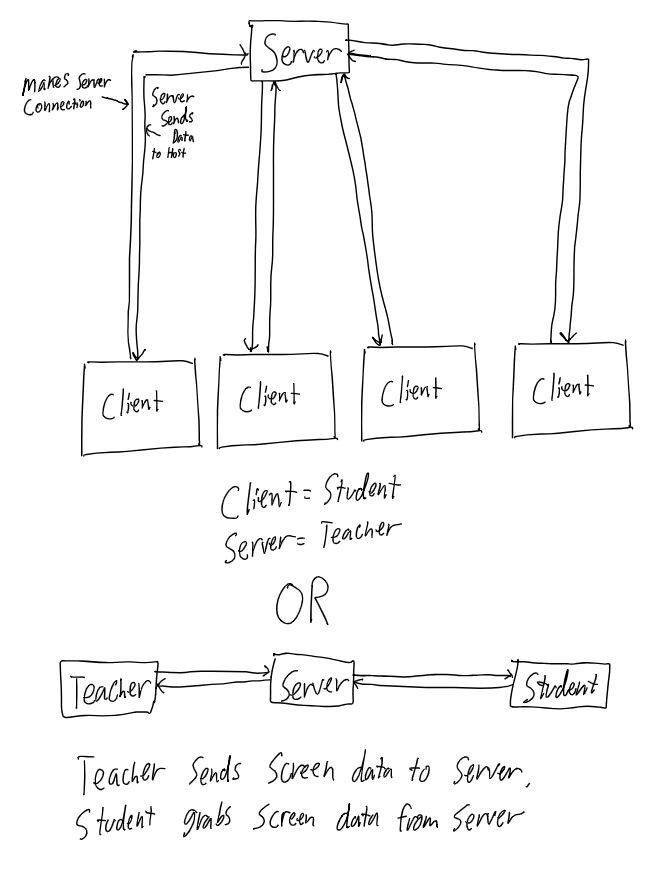 Server
Makes Server
Connection
Server
Sends
Data
to Host
Client
Client
Client
Client
Client = Student
Server = Teacher
OR
Teacher
Server
Student
Teacher sends screen data to server,
Student grabs screen data from server